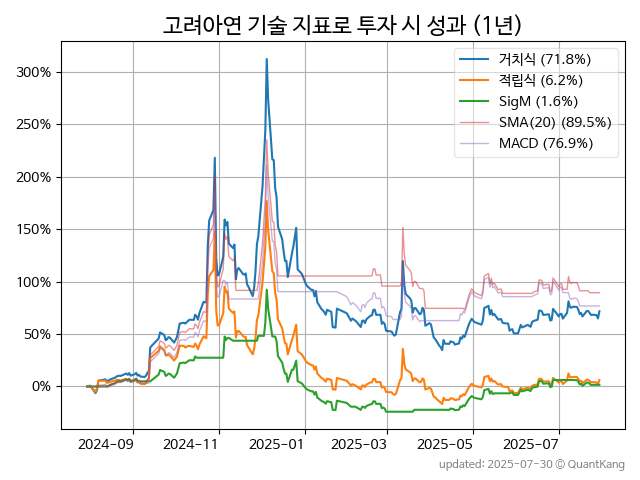 고려아연 기술 지표로 투자 시 성과 (1년)
거치식 (71.8%)
적립식 (6.2%)
SigM (1.6%)
SMA(20) (89.5%)
MACD (76.9%)
300%
250%
200%
150%
100%
50%
0%
2024-09 2024-11 2025-01 2025-03 2025-05 2025-07
updated: 2025-07-30 © QuantKang